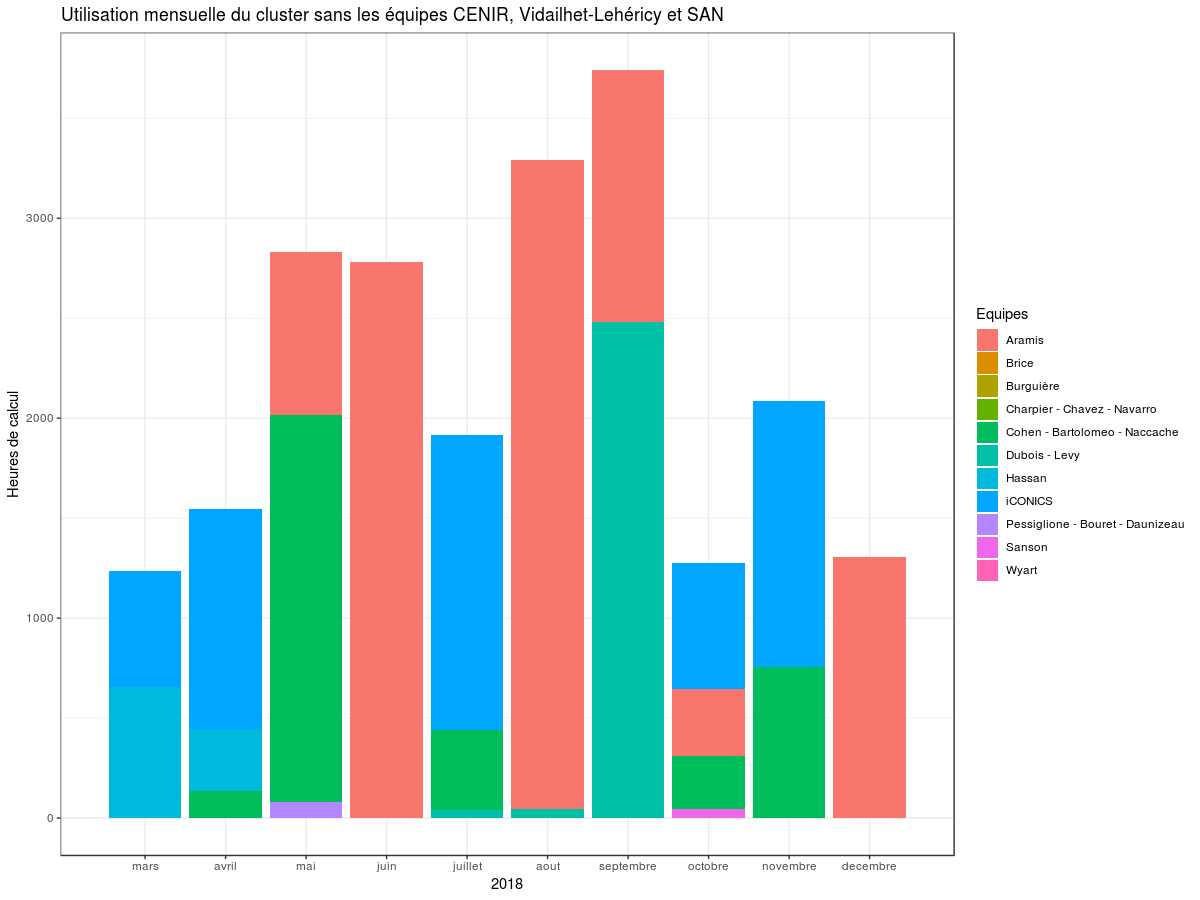 Utilisation mensuelle du cluster sans les équipes CENIR, Vidailhet-Lehéricy et SAN
Heures de calcul
3000
2000
1000
0
mars avril mai juin juillet aout septembre octobre novembre decembre
2018
Equipes
Aramis
Brice
Burguière
Charpier - Chavez - Navarro
Cohen - Bartolomeo - Naccache
Dubois - Levy
Hassan
iCONICS
Pessiglione - Bouret - Daunizeau
Sanson
Wyart